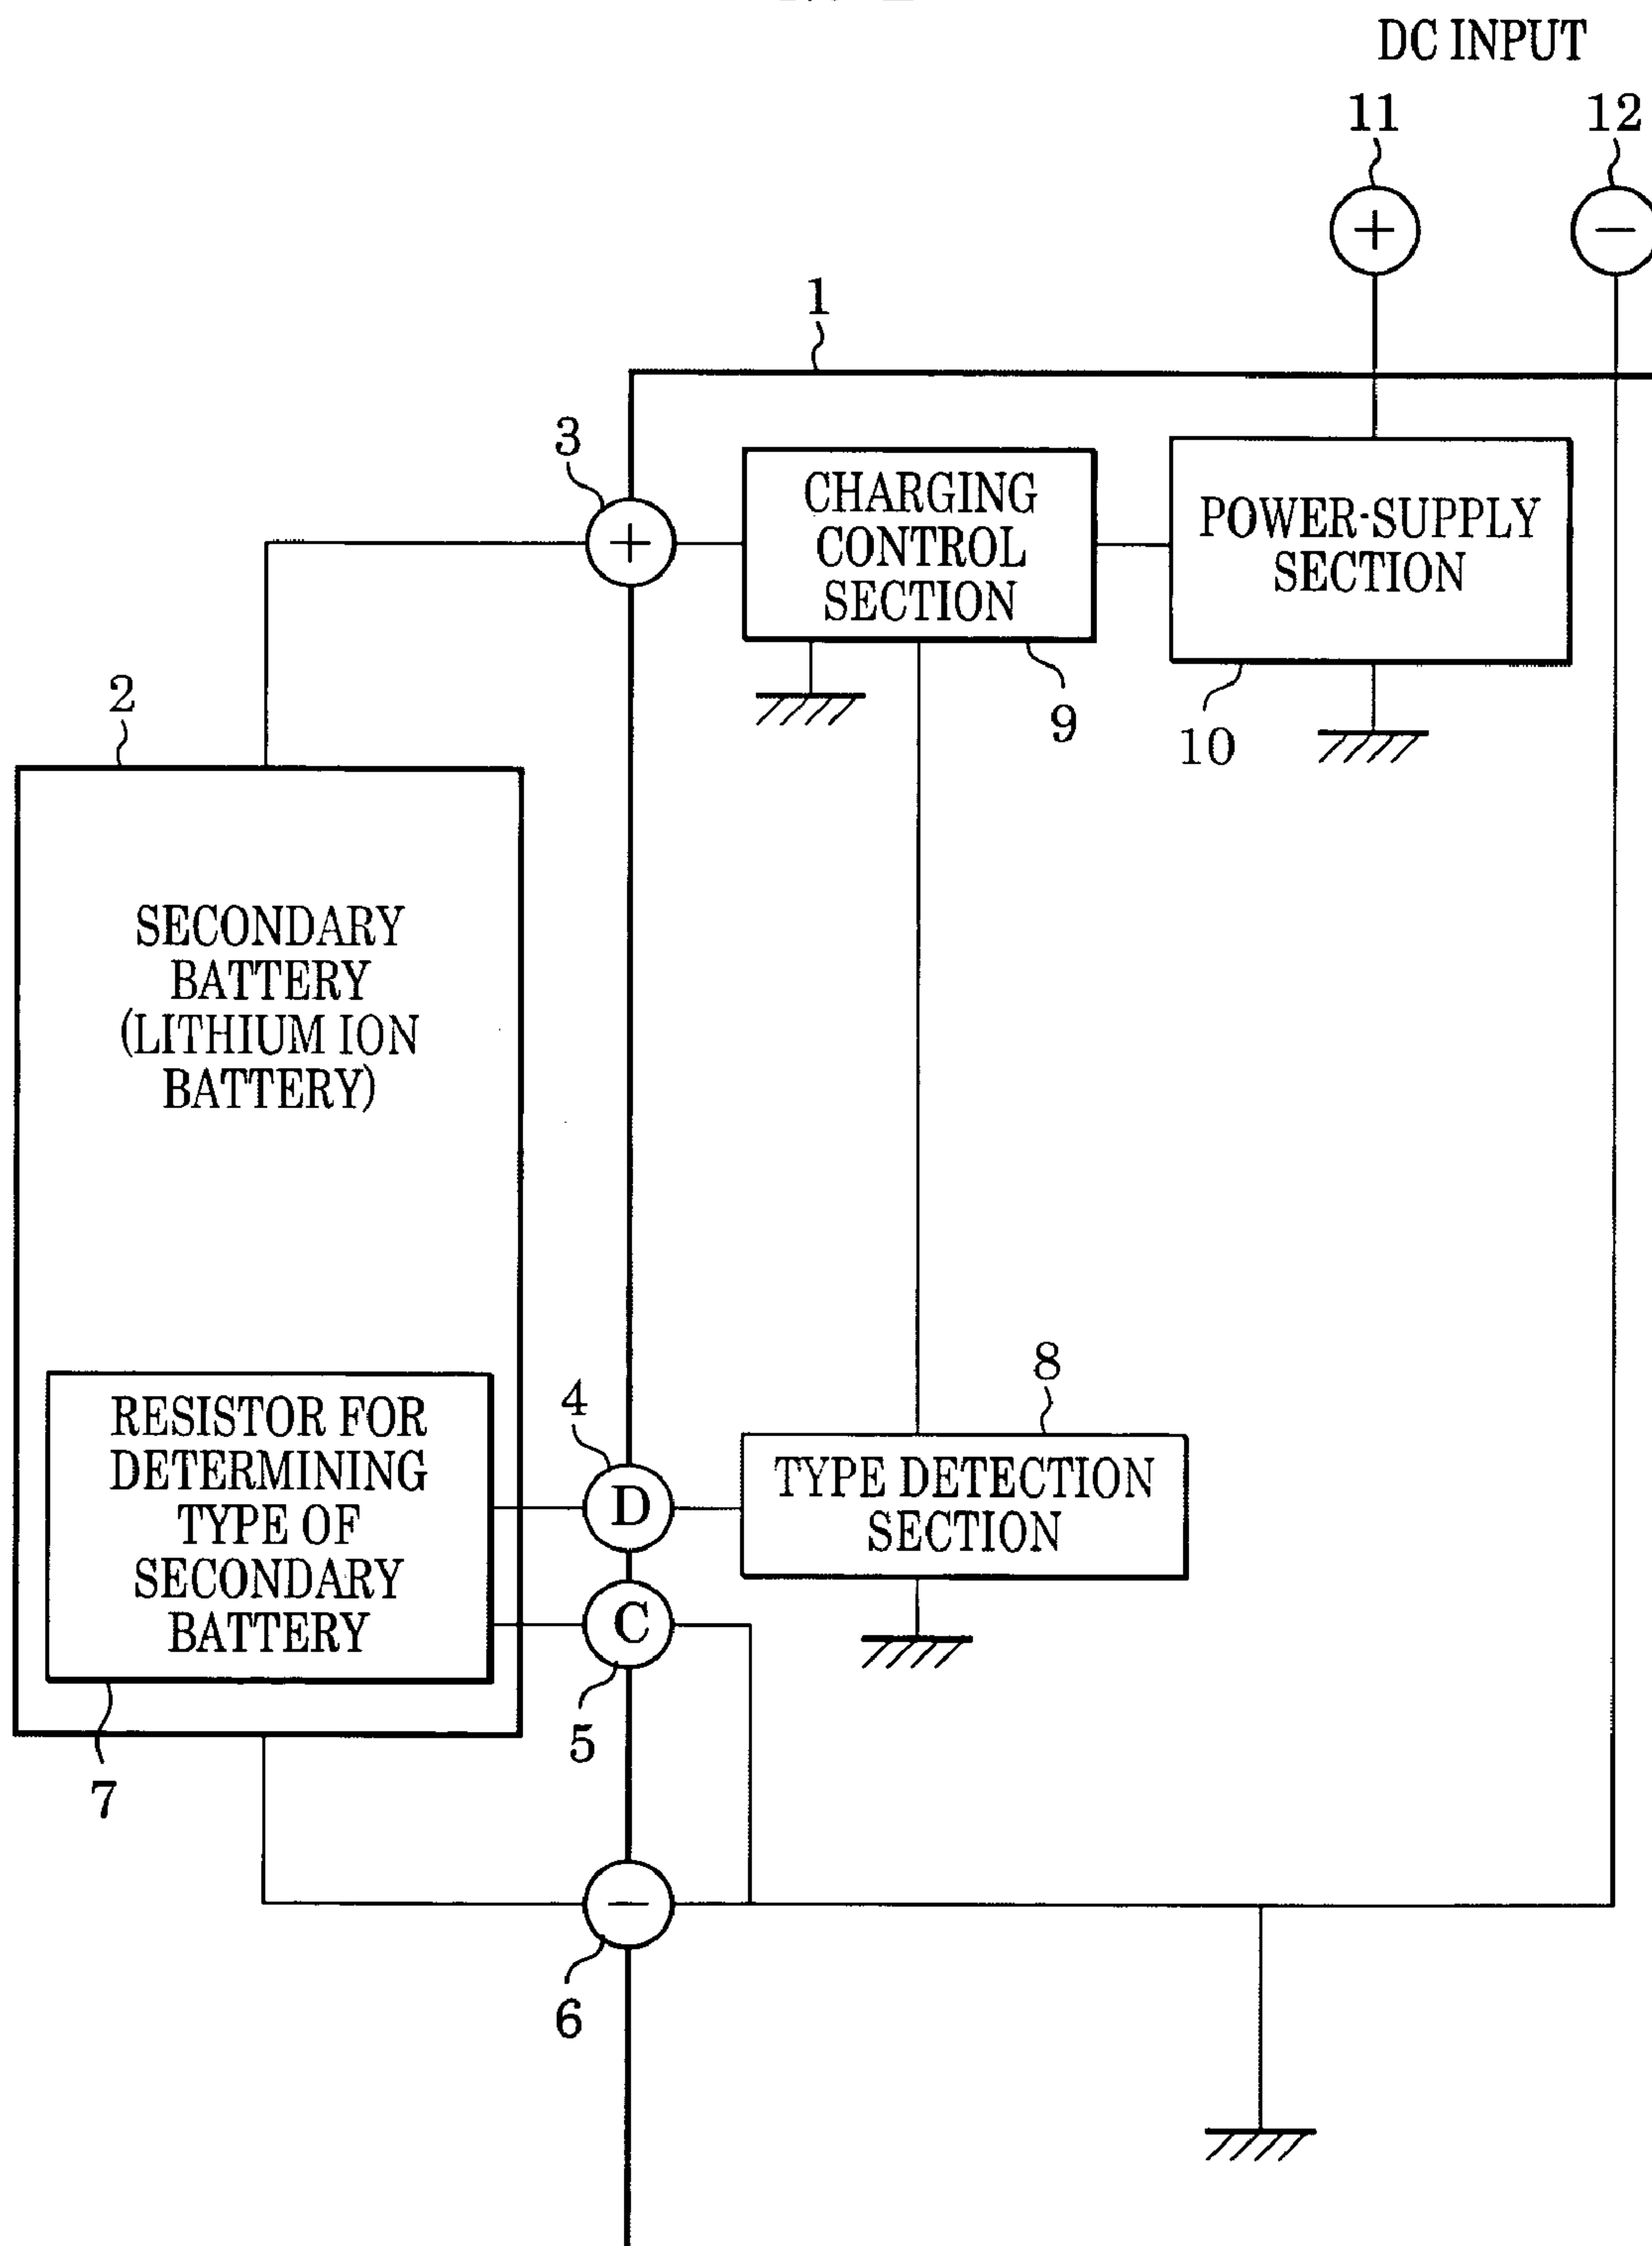 DC INPUT
11
12
+
−
1
3
+
CHARGING
CONTROL
SECTION
POWER-SUPPLY
SECTION
9
10
2
SECONDARY
BATTERY
(LITHIUM ION
BATTERY)
RESISTOR FOR
DETERMINING
TYPE OF
SECONDARY
BATTERY
4
D
8
TYPE DETECTION
SECTION
C
5
7
−
6